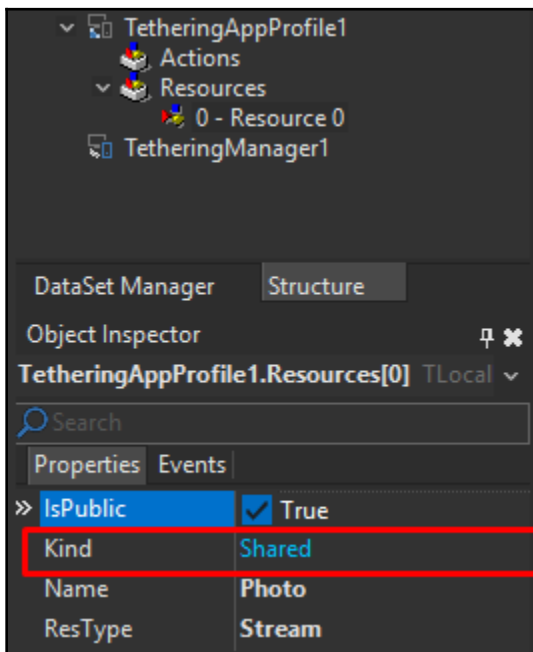 TetheringAppProfile1
Actions
Resources
0 - Resource 0
TetheringManager1
DataSet Manager Structure
Object Inspector
TetheringAppProfile1.Resources[0] TLocal
Search
Properties Events
IsPublic True
Kind Shared
Name Photo
ResType Stream